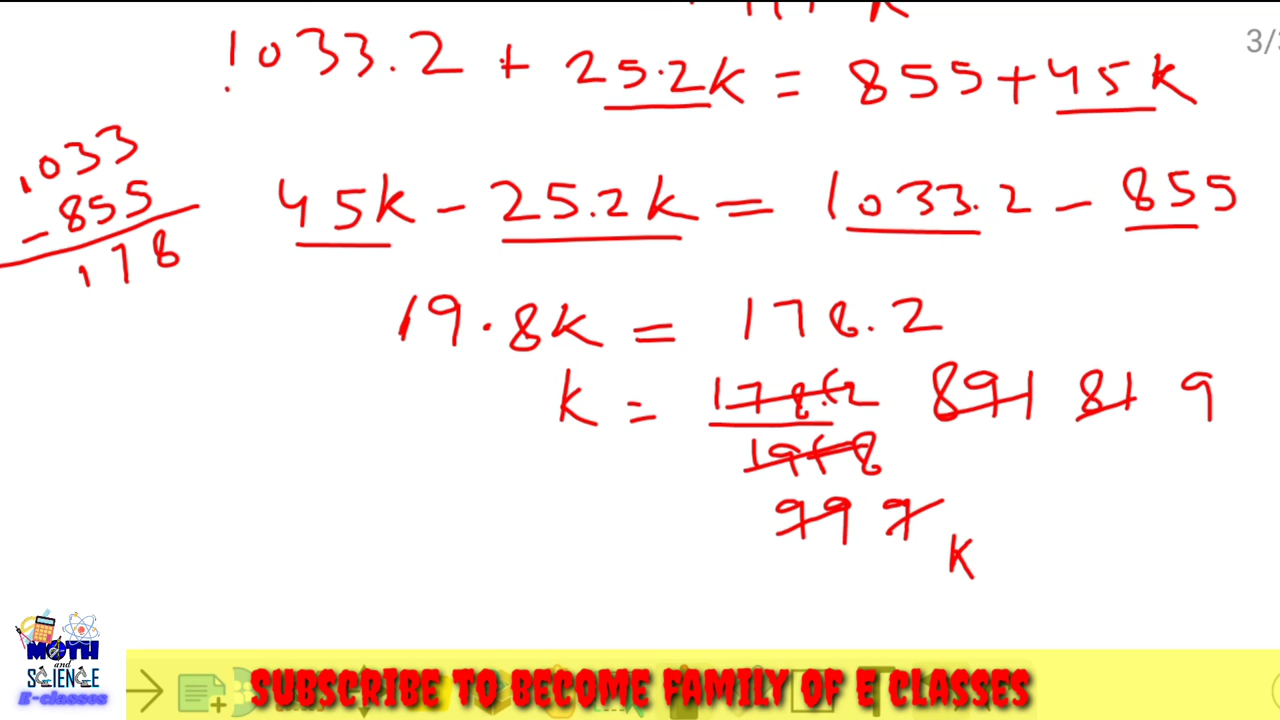 3/3
1033.2 + 25.2k = 855 + 45k
1033
- 855
178
45k - 25.2k = 1033.2 - 855
19.8k = 178.2
k = 178.2 891 81 9
19.8
99 9
k
MATH
and
SCIENCE
E-classes
SUBSCRIBE TO BECOME FAMILY OF E CLASSES